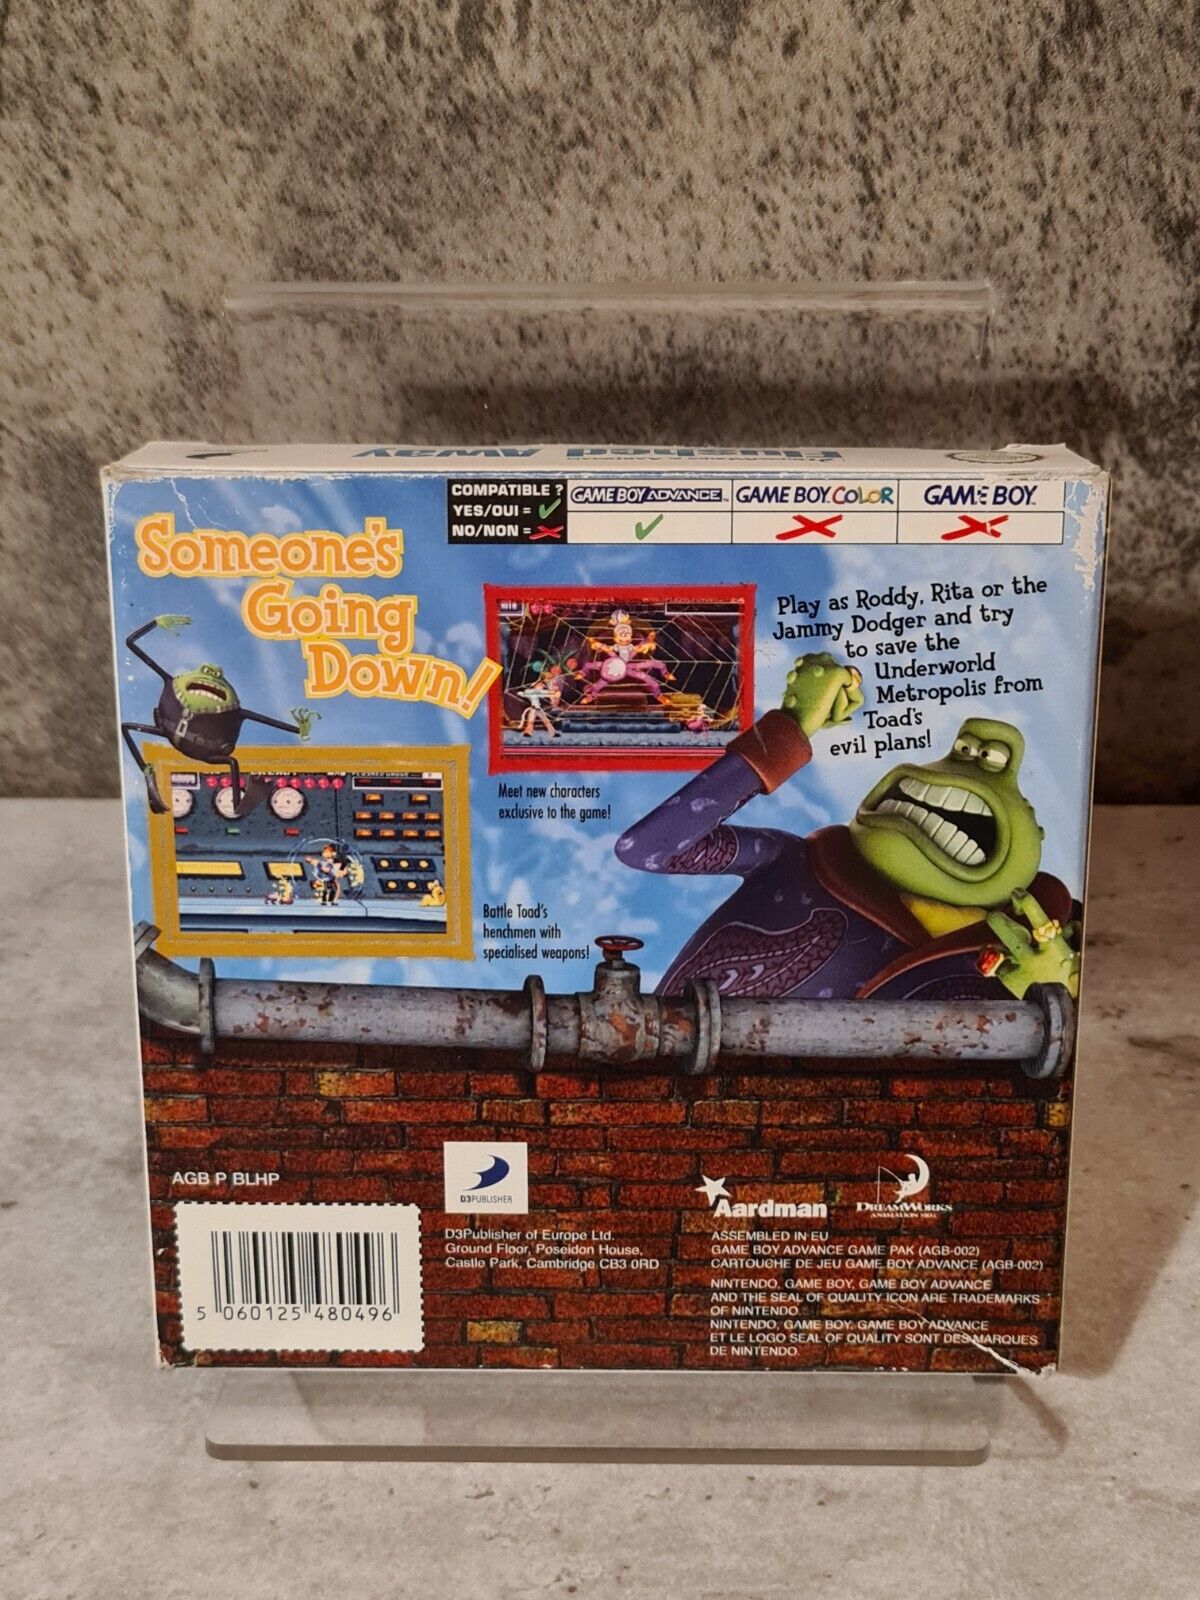 Flushed Away
COMPATIBLE ?
YES/OUI =
NO/NON =
GAME BOY ADVANCE
GAME BOY COLOR
GAME BOY
Someone's
Going
Down!
Play as Roddy, Rita or the
Jammy Dodger and try
to save the
Underworld
Metropolis from
Toad's
evil plans!
Meet new characters
exclusive to the game!
Battle Toad's
henchmen with
specialised weapons!
AGB P BLHP
5 060125 480496
D3PUBLISHER
D3Publisher of Europe Ltd.
Ground Floor, Poseidon House,
Castle Park, Cambridge CB3 0RD
Aardman
DREAMWORKS
ANIMATION SKG
ASSEMBLED IN EU
GAME BOY ADVANCE GAME PAK (AGB-002)
CARTOUCHE DE JEU GAME BOY ADVANCE (AGB-002)
NINTENDO, GAME BOY, GAME BOY ADVANCE
AND THE SEAL OF QUALITY ICON ARE TRADEMARKS
OF NINTENDO.
NINTENDO, GAME BOY, GAME BOY ADVANCE
ET LE LOGO SEAL OF QUALITY SONT DES MARQUES
DE NINTENDO.